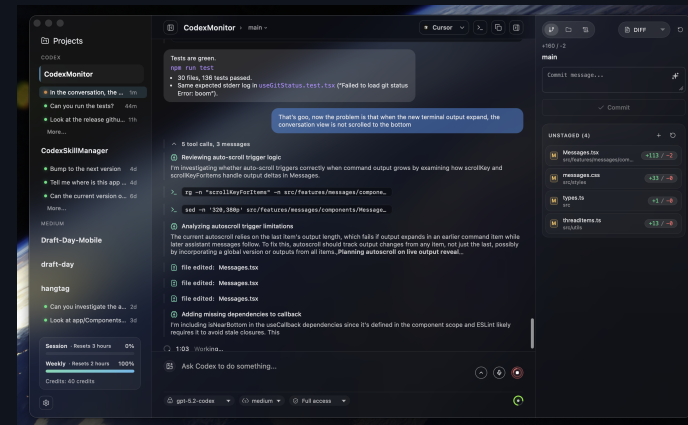 Projects
CODEX
CodexMonitor
In the conversation, the ... 1m
Can you run the tests? 44m
Look at the release githu... 11h
More...
CodexSkillManager
Bump to the next version 4d
Tell me where is this app ... 4d
Can the current version o... 6d
More...
MEDIUM
Draft-Day-Mobile
draft-day
hangtag
Can you investigate the a... 2d
Look at app/Components... 3d
Session · Resets 3 hours 0%
Weekly · Resets 2 hours 100%
Credits: 40 credits
CodexMonitor main
Cursor
Tests are green.
npm run test
• 30 files, 136 tests passed.
• Same expected stderr log in useGitStatus.test.tsx ("Failed to load git status
Error: boom").
That's goo, now the problem is that when the new terminal output expand, the
conversation view is not scrolled to the bottom
5 tool calls, 3 messages
Reviewing auto-scroll trigger logic
I'm investigating whether auto-scroll triggers correctly when command output grows by examining how scrollKey and
scrollKeyForItems handle output deltas in Messages.
rg -n "scrollKeyForItems" -n src/features/messages/compone…
sed -n '320,380p' src/features/messages/components/Message…
Analyzing autoscroll trigger limitations
The current autoscroll relies on the last item's output length, which fails if output expands in an earlier command item while
later assistant messages follow. To fix this, autoscroll should track output changes from any item, not just the last, possibly
by incorporating a global version or outputs from all items.,Planning autoscroll on live output reveal…
file edited: Messages.tsx
file edited: Messages.tsx
file edited: Messages.tsx
Adding missing dependencies to callback
I'm including isNearBottom in the useCallback dependencies since it's defined in the component scope and ESLint likely
requires it to avoid stale closures. This
1:03 Working…
Ask Codex to do something...
gpt-5.2-codex medium Full access
DIFF
+160 / -2
main
Commit message...
Commit
UNSTAGED (4)
M Messages.tsx +113 / -2
src/features/messages/com...
M messages.css +33 / -0
src/styles
M types.ts +1 / -0
src
M threadItems.ts +13 / -0
src/utils